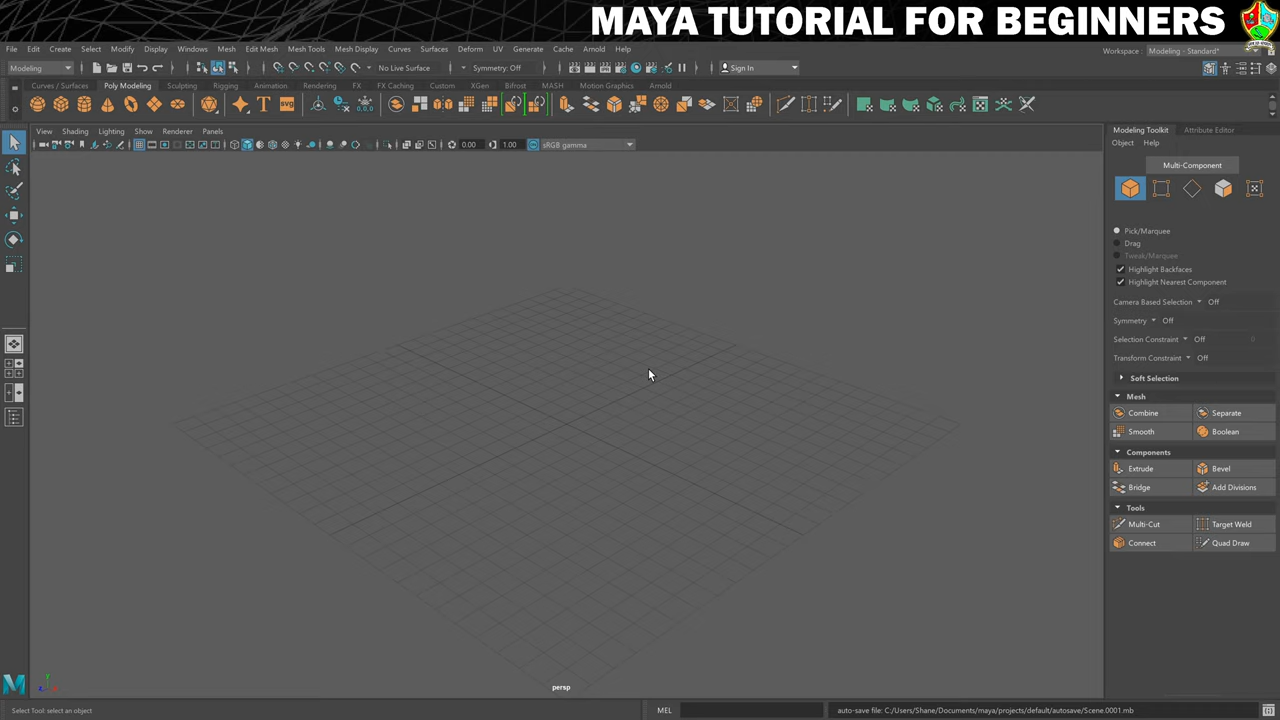 MAYA TUTORIAL FOR BEGINNERS
File Edit Create Select Modify Display Windows Mesh Edit Mesh Mesh Tools Mesh Display Curves Surfaces Deform UV Generate Cache Arnold Help
Workspace : Modeling - Standard*
Modeling No Live Surface Symmetry: Off Sign In
Curves / Surfaces Poly Modeling Sculpting Rigging Animation Rendering FX FX Caching Custom XGen Bifrost MASH Motion Graphics Arnold
T SVG
View Shading Lighting Show Renderer Panels
0.00 1.00 sRGB gamma
Modeling Toolkit Attribute Editor
Object Help
Multi-Component
Pick/Marquee
Drag
Tweak/Marquee
Highlight Backfaces
Highlight Nearest Component
Camera Based Selection Off
Symmetry Off
Selection Constraint Off 0
Transform Constraint Off
Soft Selection
Mesh
Combine Separate
Smooth Boolean
Components
Extrude Bevel
Bridge Add Divisions
Tools
Multi-Cut Target Weld
Connect Quad Draw
y
z
persp
M
Select Tool: select an object
MEL
auto-save file: C:/Users/Shane/Documents/maya/projects/default/autosave/Scene.0001.mb